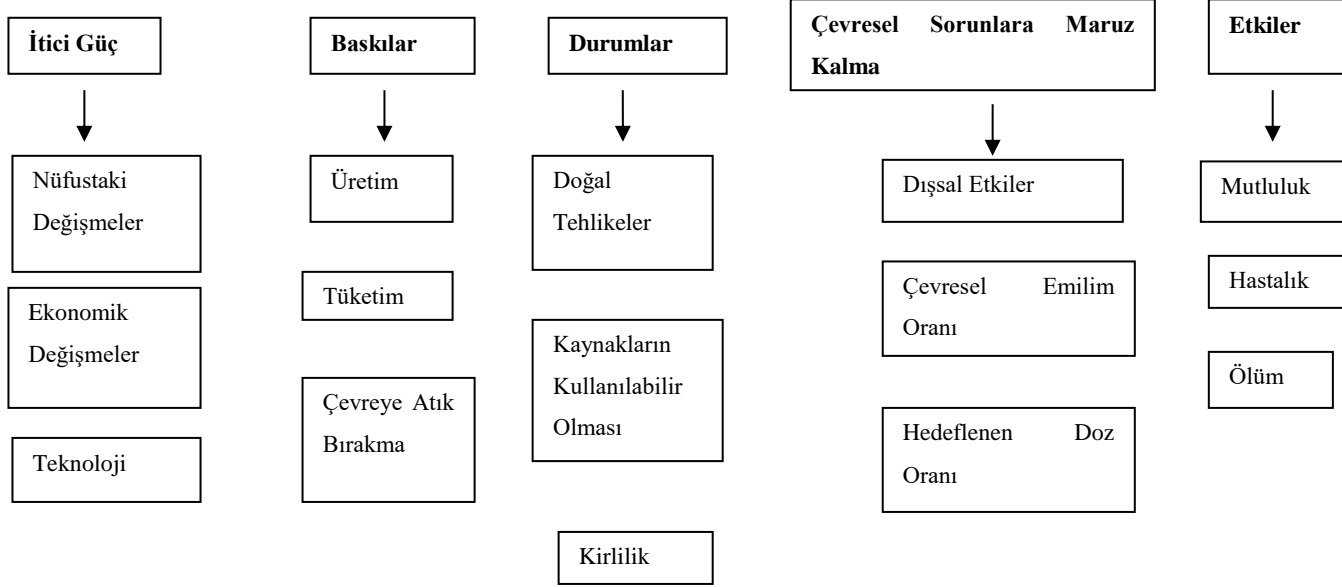 İtici Güç
Nüfustaki
Değişmeler
Ekonomik
Değişmeler
Teknoloji
Baskılar
Üretim
Tüketim
Çevreye Atık
Bırakma
Durumlar
Doğal
Tehlikeler
Kaynakların
Kullanılabilir
Olması
Kirlilik
Çevresel Sorunlara Maruz
Kalma
Dışsal Etkiler
Çevresel Emilim
Oranı
Hedeflenen Doz
Oranı
Etkiler
Mutluluk
Hastalık
Ölüm